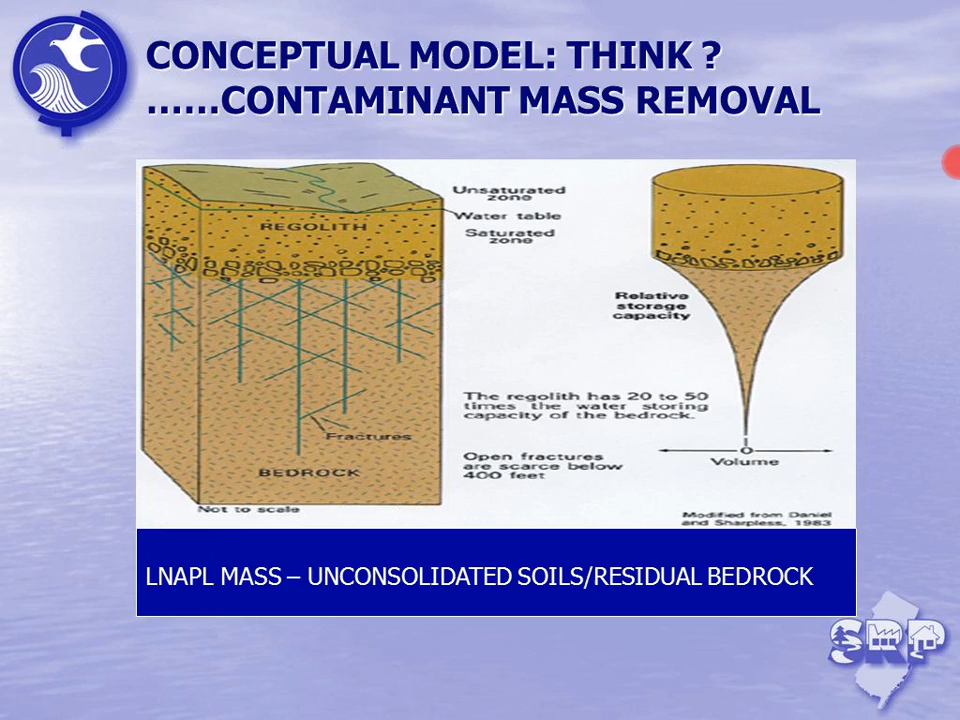 CONCEPTUAL MODEL: THINK ?
......CONTAMINANT MASS REMOVAL
Unsaturated
zone
Water table
Saturated
zone
REGOLITH
Fractures
BEDROCK
Not to scale
Relative
storage
capacity
The regolith has 20 to 50
times the water storing
capacity of the bedrock.
Open fractures
are scarce below
400 feet
O
Volume
Modified from Daniel
and Sharpless, 1983
LNAPL MASS – UNCONSOLIDATED SOILS/RESIDUAL BEDROCK
SRP